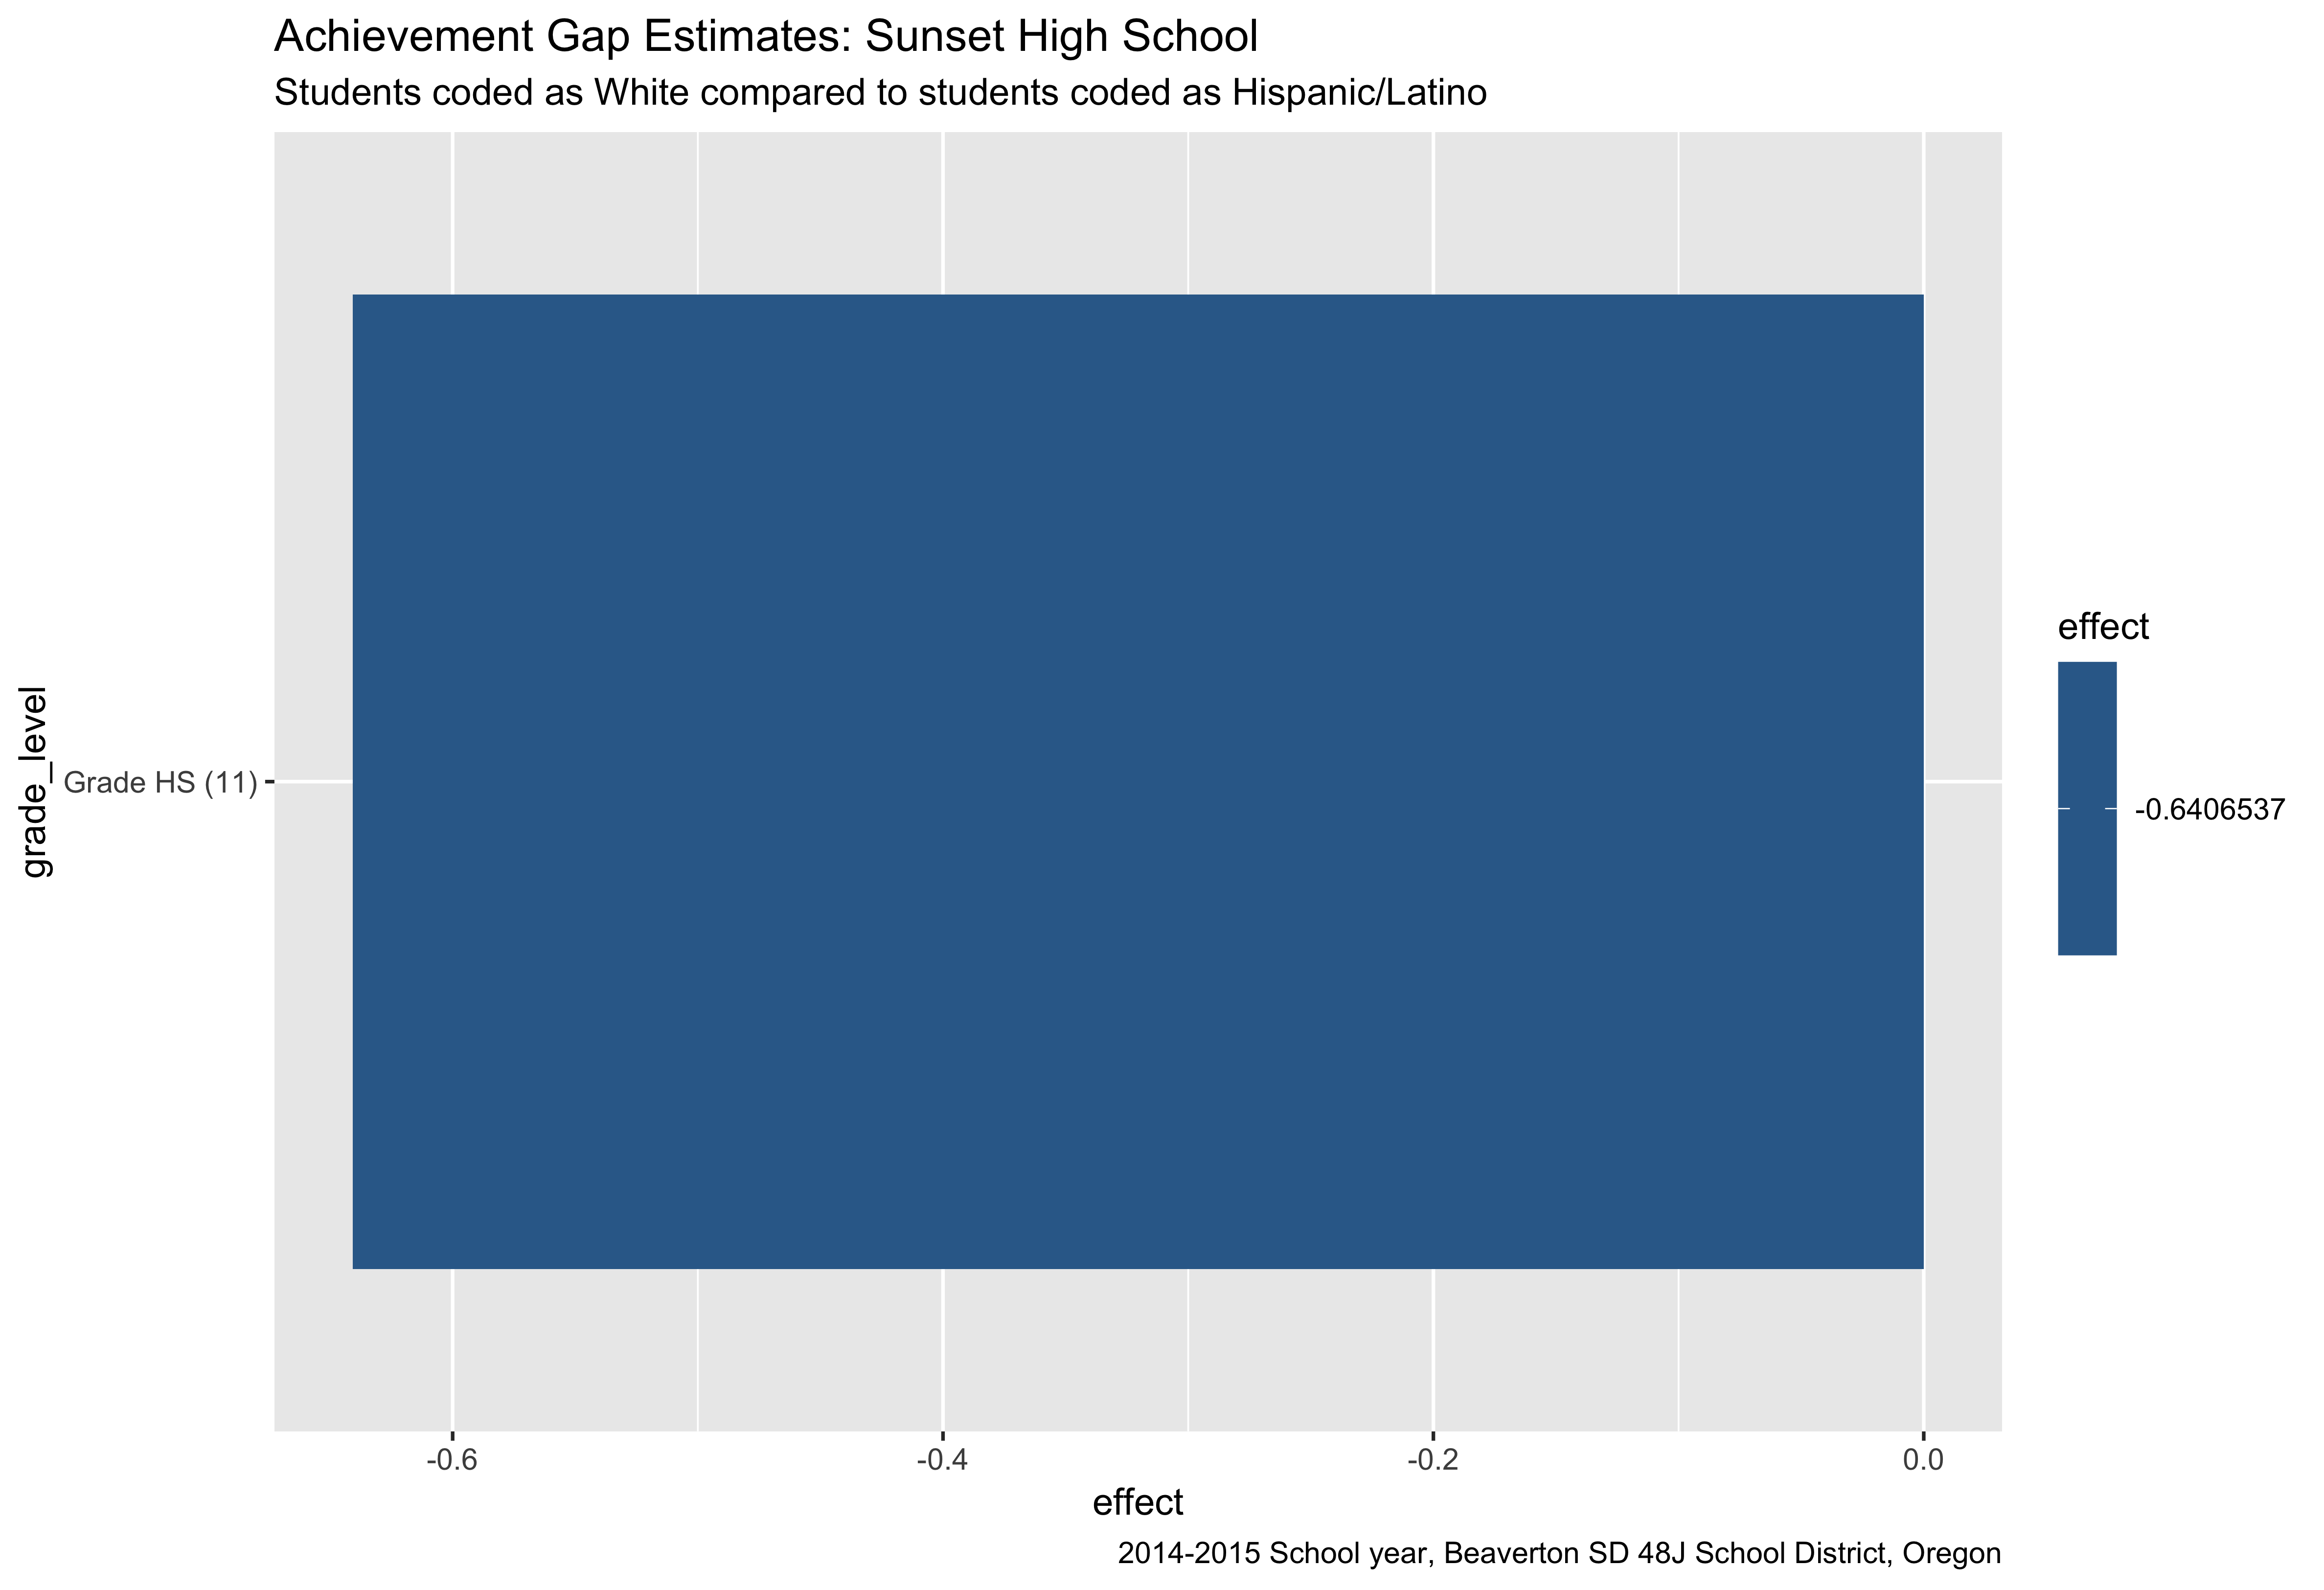 Achievement Gap Estimates: Sunset High School
Students coded as White compared to students coded as Hispanic/Latino
grade_level
Grade HS (11)
effect
-0.6406537
-0.6
-0.4
-0.2
0.0
effect
2014-2015 School year, Beaverton SD 48J School District, Oregon